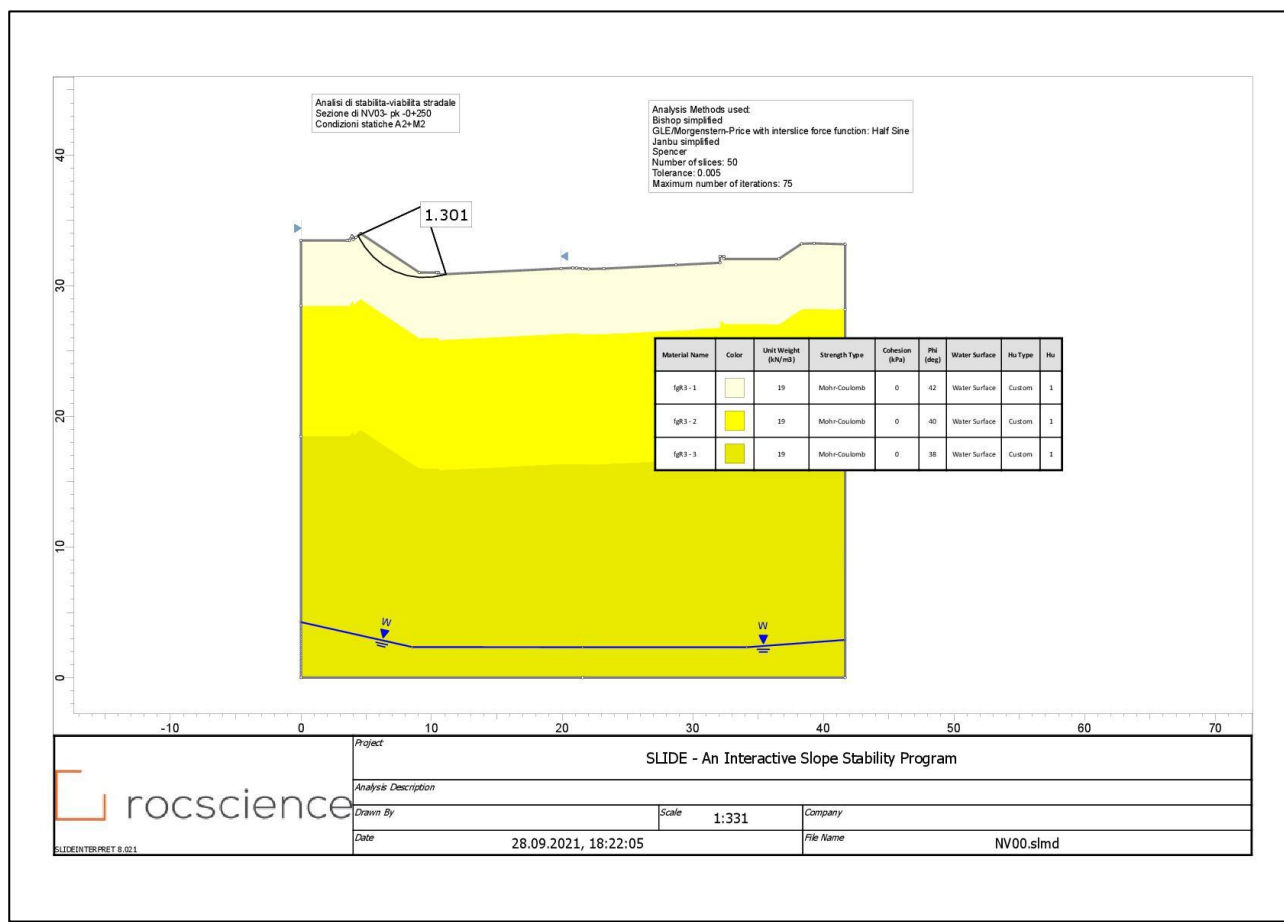 Analisi di stabilita-viabilita stradale
Sezione di NV03- pk -0+250
Condizioni statiche A2+M2
Analysis Methods used:
Bishop simplified
GLE/Morgenstern-Price with interslice force function: Half Sine
Janbu simplified
Spencer
Number of slices: 50
Tolerance: 0.005
Maximum number of iterations: 75
40
30
20
10
0
1.301
Material Name Color Unit Weight (kN/m3) Strength Type Cohesion (kPa) Phi (deg) Water Surface Hu Type Hu
fgR3 - 1 19 Mohr-Coulomb 0 42 Water Surface Custom 1
fgR3 - 2 19 Mohr-Coulomb 0 40 Water Surface Custom 1
fgR3 - 3 19 Mohr-Coulomb 0 38 Water Surface Custom 1
W W
-10 0 10 20 30 40 50 60 70
rocscience
SLIDEINTERPRET 8.021
Project
SLIDE - An Interactive Slope Stability Program
Analysis Description
Drawn By Scale 1:331 Company
Date 28.09.2021, 18:22:05 File Name NV00.slmd